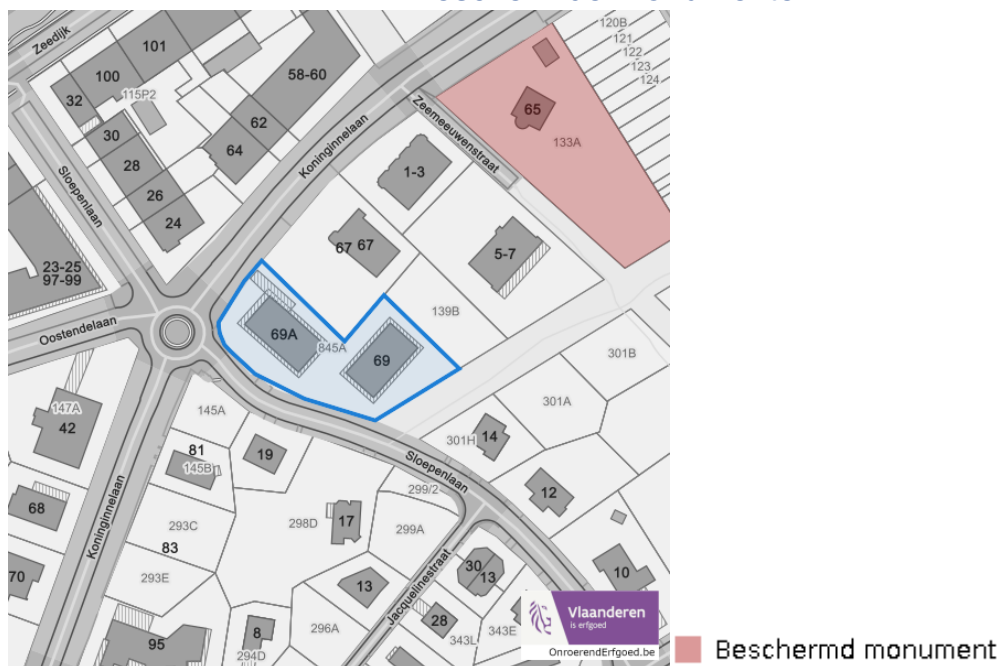 Zeedijk
101
100
32
115P2
58-60
62
64
30
28
26
24
Sloepenlaan
Koninginnelaan
23-25
97-99
Oostendelaan
120B
121
122
123
124
Zeemeeuwenstraat
65
133A
1-3
67 67
5-7
139B
69A
845A
69
301B
301A
301H
14
12
10
147A
42
145A
81
145B
19
68
293C
83
298D
17
299/2
299A
Sloepenlaan
Koninginnelaan
70
293E
95
8
294D
296A
13
Jacquelinestraat
30
13
28
343L
343E
Vlaanderen
is erfgoed
OnroerendErfgoed.be
Beschermd monument